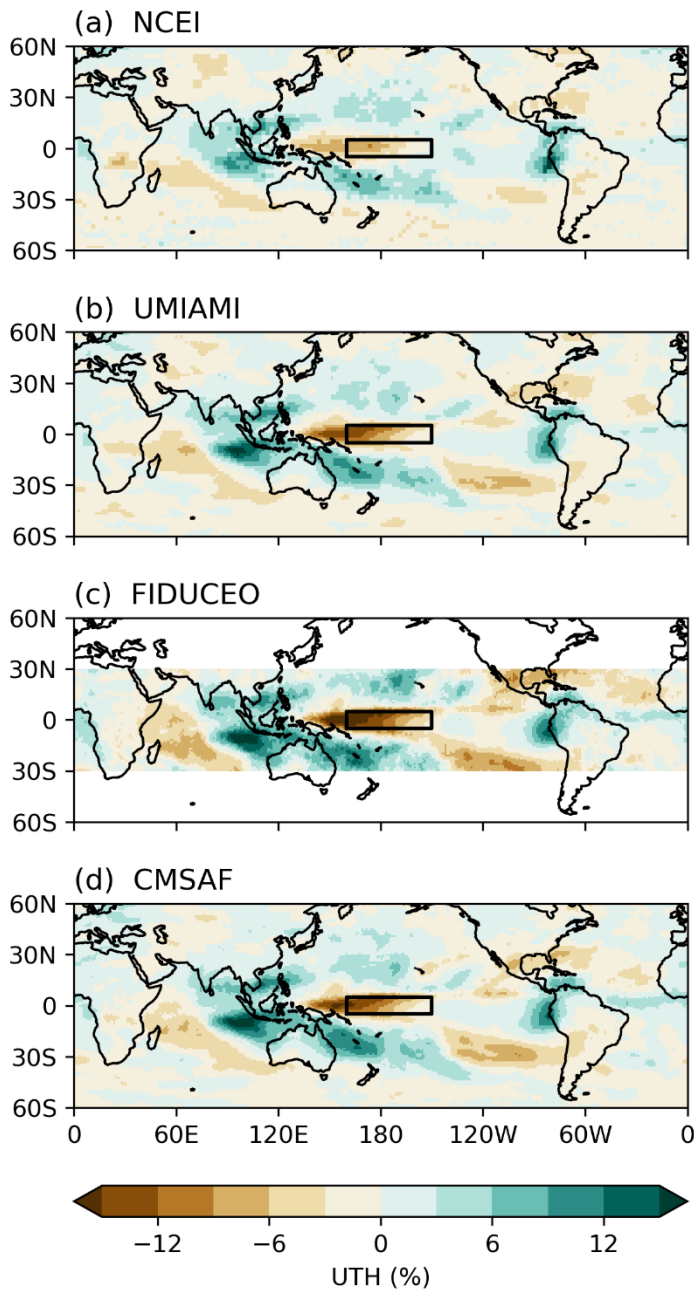 (a) NCEI
60N
30N
0
30S
60S
(b) UMIAMI
60N
30N
0
30S
60S
(c) FIDUCEO
60N
30N
0
30S
60S
(d) CMSAF
60N
30N
0
30S
60S
0 60E 120E 180 120W 60W 0
−12 −6 0 6 12
UTH (%)